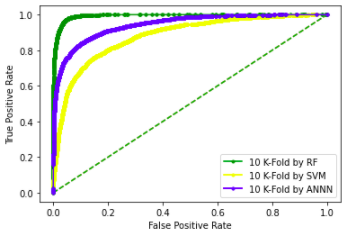 1.0
0.8
0.6
0.4
0.2
0.0
True Positive Rate
10 K-Fold by RF
10 K-Fold by SVM
10 K-Fold by ANNN
0.0 0.2 0.4 0.6 0.8 1.0
False Positive Rate